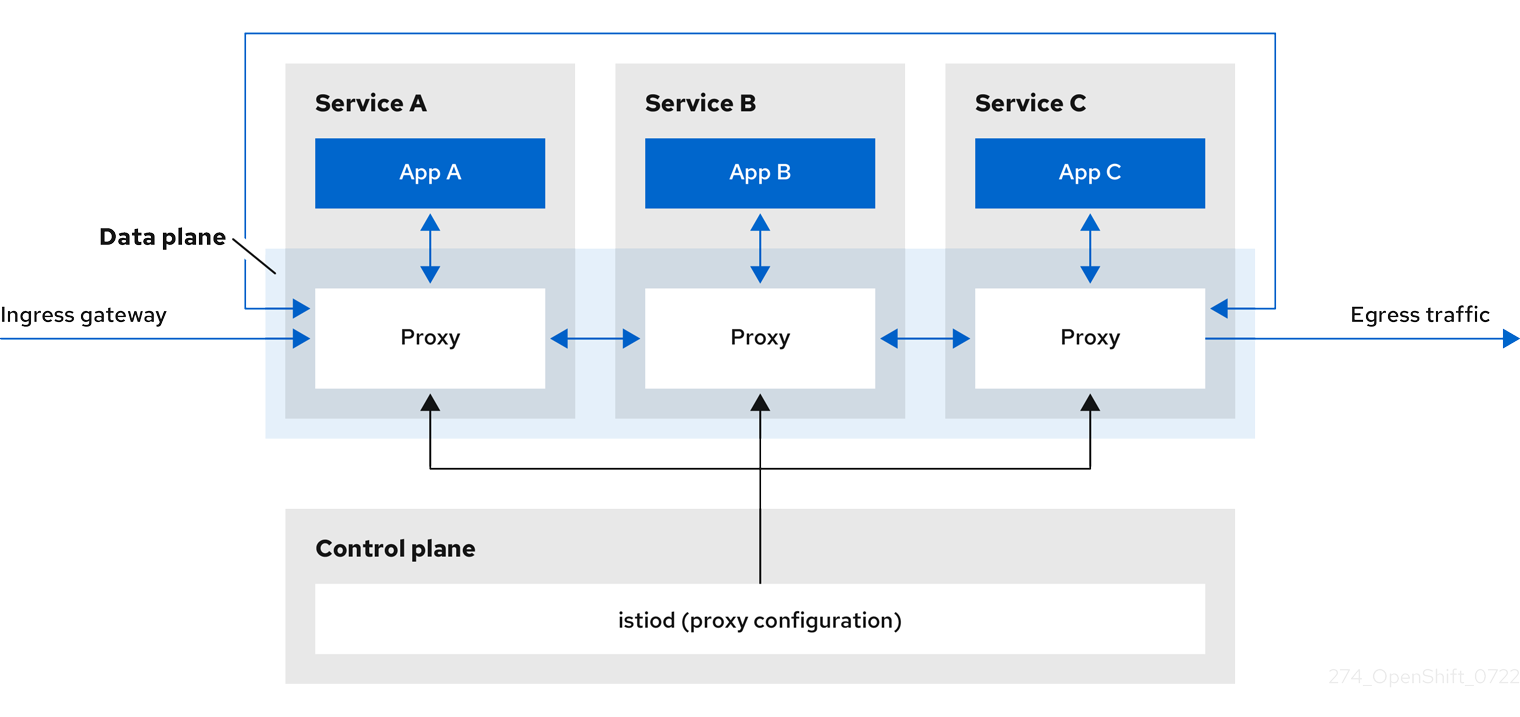 Service A
Service B
Service C
App A
App B
App C
Data plane
Ingress gateway
Proxy
Proxy
Proxy
Egress traffic
Control plane
istiod (proxy configuration)
274_OpenShift_0722